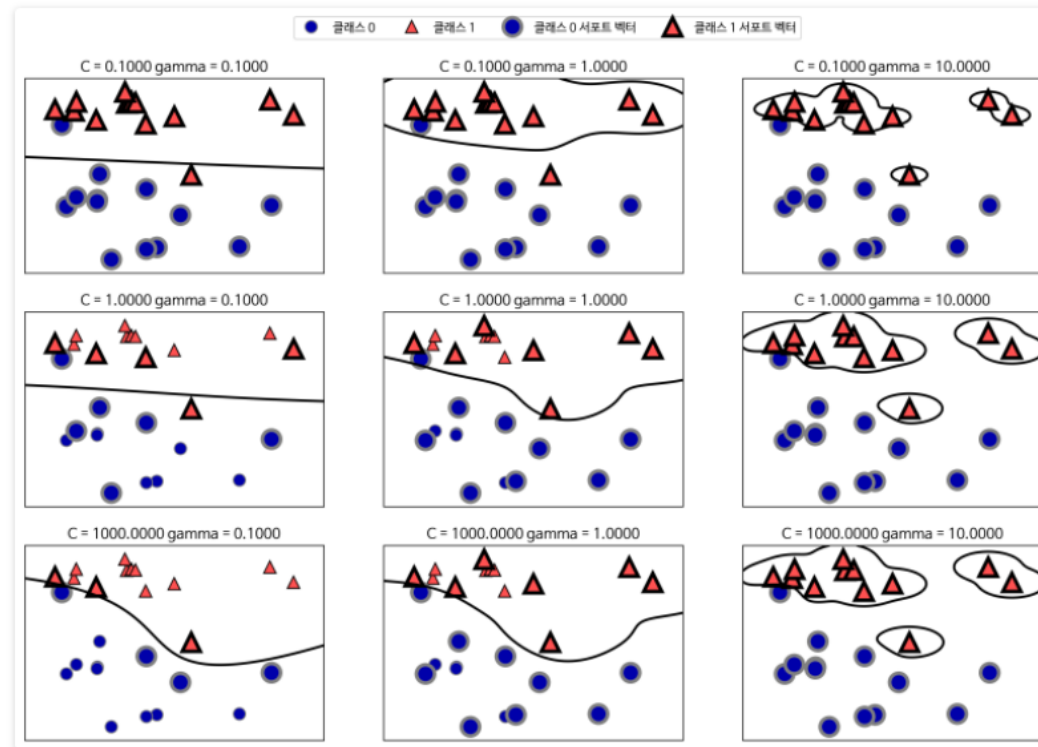 클래스 0 클래스 1 클래스 0 서포트 벡터 클래스 1 서포트 벡터
C = 0.1000 gamma = 0.1000
C = 0.1000 gamma = 1.0000
C = 0.1000 gamma = 10.0000
C = 1.0000 gamma = 0.1000
C = 1.0000 gamma = 1.0000
C = 1.0000 gamma = 10.0000
C = 1000.0000 gamma = 0.1000
C = 1000.0000 gamma = 1.0000
C = 1000.0000 gamma = 10.0000